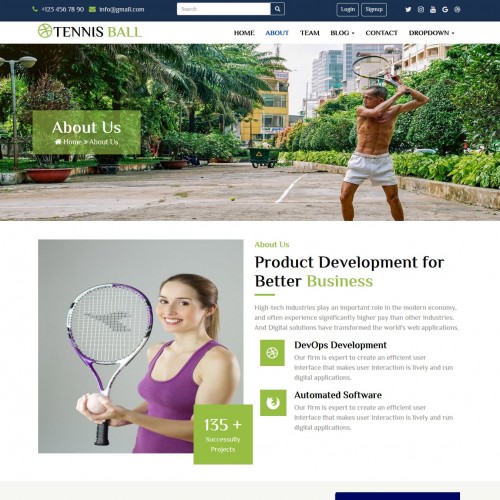 +123 456 78 90 info@gmail.com Search Login Signup
TENNIS BALL HOME ABOUT TEAM BLOG CONTACT DROPDOWN
About Us
Home » About Us
About Us
Product Development for
Better Business
High-tech industries play an important role in the modern economy,
and often experience significantly higher pay than other industries.
And Digital solutions have transformed the world's web applications.
DevOps Development
Our firm is expert to create an efficient user
interface that makes user interaction is lively and run
digital applications.
Automated Software
Our firm is expert to create an efficient user
interface that makes user interaction is lively and run
digital applications.
135 +
Successully
Projects